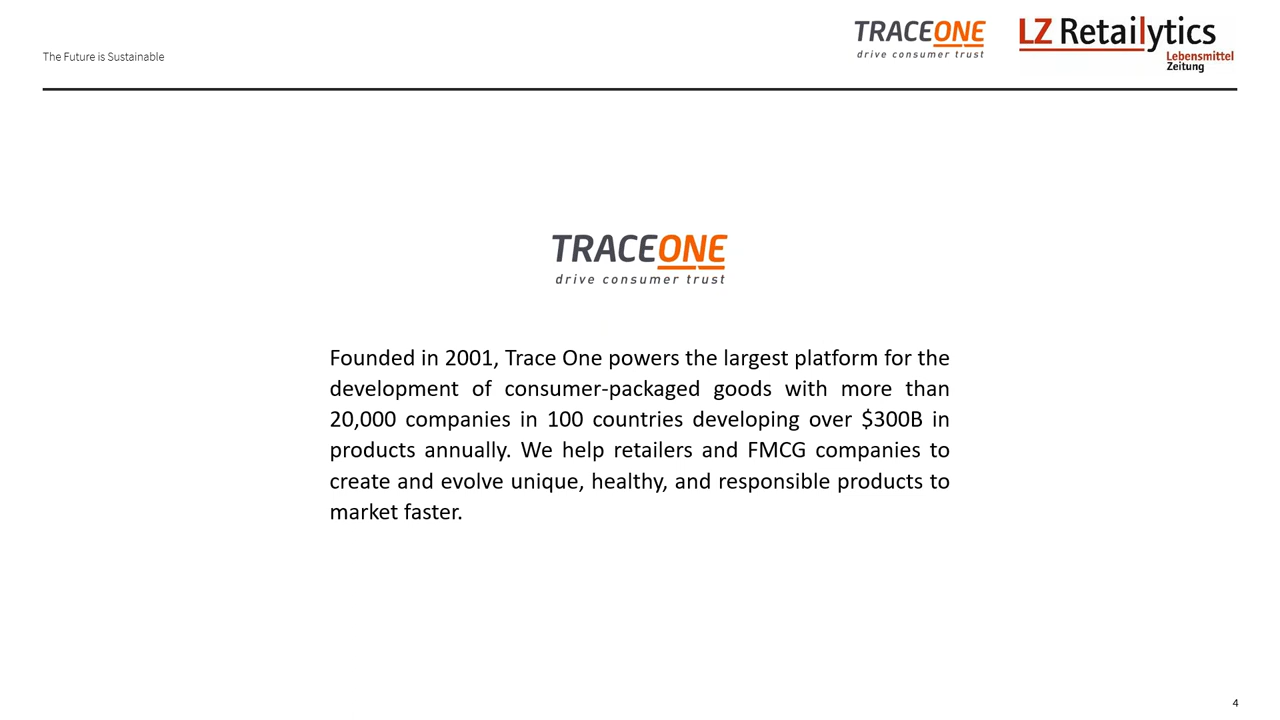 The Future is Sustainable
TRACEONE
drive consumer trust
LZ Retailytics
Lebensmittel
Zeitung
TRACEONE
drive consumer trust
Founded in 2001, Trace One powers the largest platform for the
development of consumer-packaged goods with more than
20,000 companies in 100 countries developing over $300B in
products annually. We help retailers and FMCG companies to
create and evolve unique, healthy, and responsible products to
market faster.
4